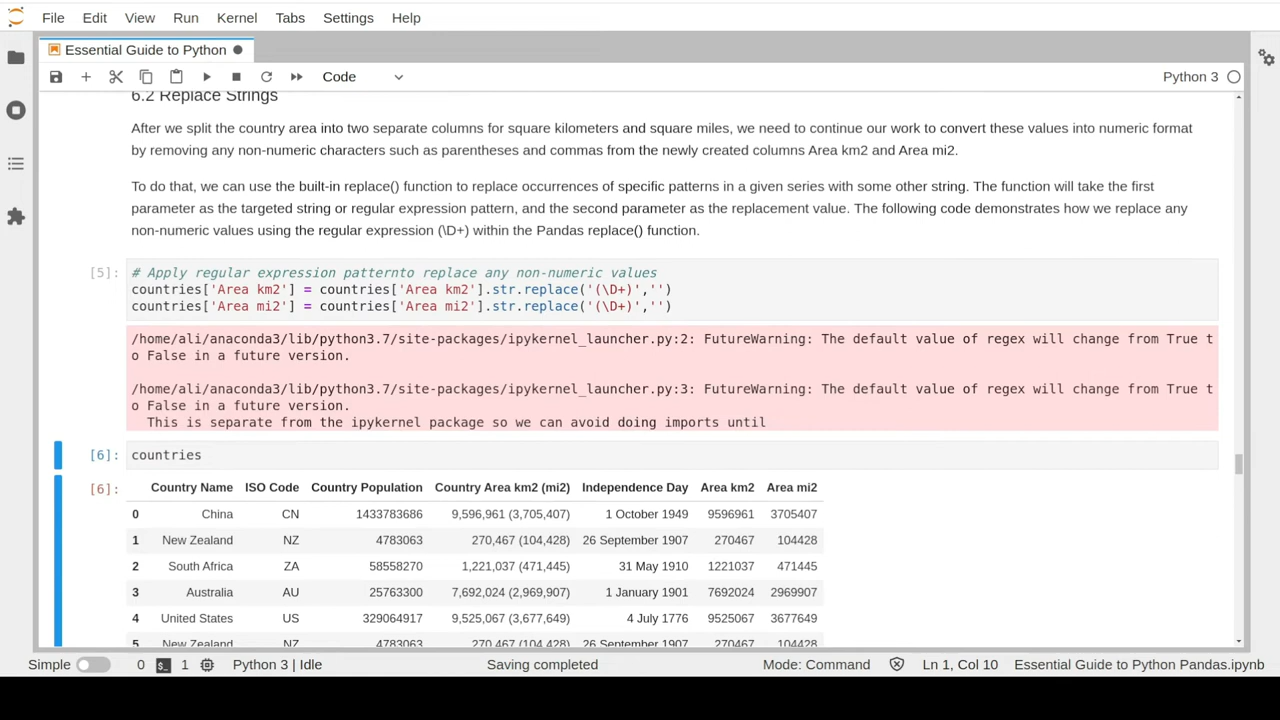 File Edit View Run Kernel Tabs Settings Help
Essential Guide to Python
Code
Python 3
6.2 Replace Strings
After we split the country area into two separate columns for square kilometers and square miles, we need to continue our work to convert these values into numeric format
by removing any non-numeric characters such as parentheses and commas from the newly created columns Area km2 and Area mi2.
To do that, we can use the built-in replace() function to replace occurrences of specific patterns in a given series with some other string. The function will take the first
parameter as the targeted string or regular expression pattern, and the second parameter as the replacement value. The following code demonstrates how we replace any
non-numeric values using the regular expression (\D+) within the Pandas replace() function.
[5]: # Apply regular expression patternto replace any non-numeric values
countries['Area km2'] = countries['Area km2'].str.replace('(\D+)','')
countries['Area mi2'] = countries['Area mi2'].str.replace('(\D+)','')
/home/ali/anaconda3/lib/python3.7/site-packages/ipykernel_launcher.py:2: FutureWarning: The default value of regex will change from True t
o False in a future version.
/home/ali/anaconda3/lib/python3.7/site-packages/ipykernel_launcher.py:3: FutureWarning: The default value of regex will change from True t
o False in a future version.
This is separate from the ipykernel package so we can avoid doing imports until
[6]: countries
[6]: Country Name ISO Code Country Population Country Area km2 (mi2) Independence Day Area km2 Area mi2
0 China CN 1433783686 9,596,961 (3,705,407) 1 October 1949 9596961 3705407
1 New Zealand NZ 4783063 270,467 (104,428) 26 September 1907 270467 104428
2 South Africa ZA 58558270 1,221,037 (471,445) 31 May 1910 1221037 471445
3 Australia AU 25763300 7,692,024 (2,969,907) 1 January 1901 7692024 2969907
4 United States US 329064917 9,525,067 (3,677,649) 4 July 1776 9525067 3677649
5 New Zealand NZ 4783063 270,467 (104,428) 26 September 1907 270467 104428
Simple 0 1 Python 3 | Idle Saving completed Mode: Command Ln 1, Col 10 Essential Guide to Python Pandas.ipynb